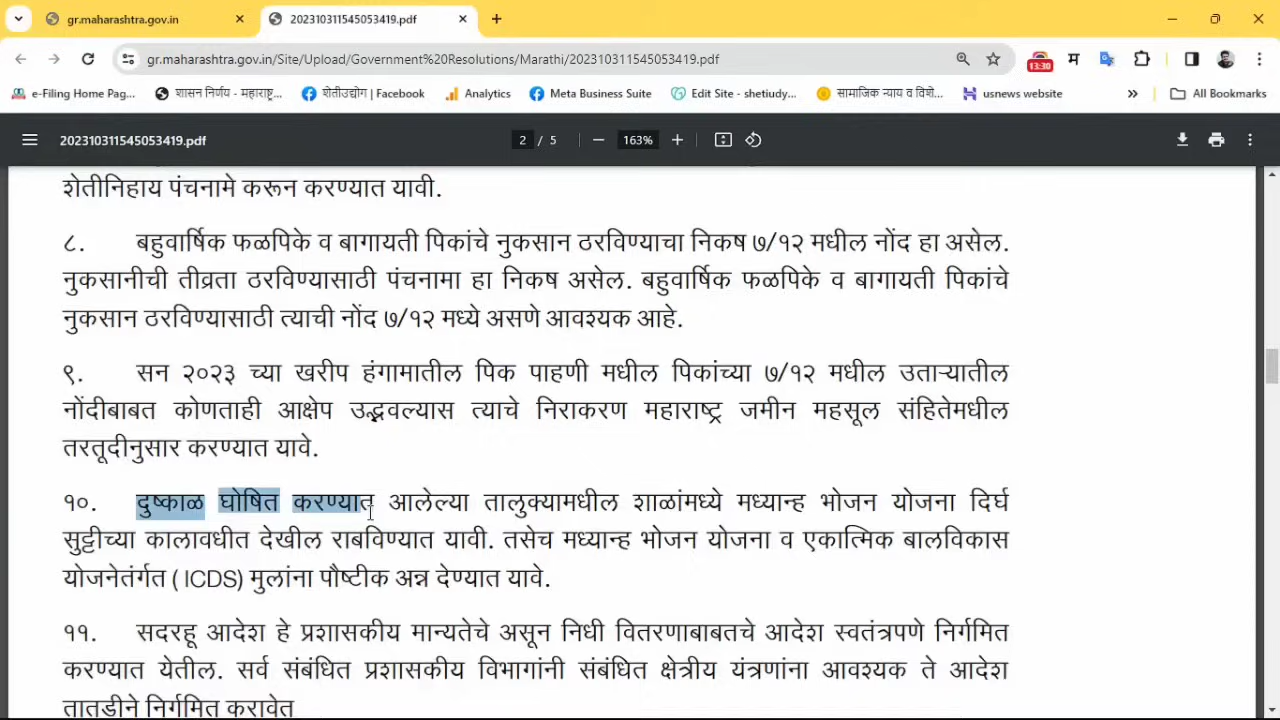 gr.maharashtra.gov.in
20231031154505​3419.pdf
gr.maharashtra.gov.in/Site/Upload/Government%20Resolutions/Marathi/202310311545053419.pdf
13:30
म
e-Filing Home Pag...
शासन निर्णय - महाराष्ट्र...
शेतीउद्योग | Facebook
Analytics
Meta Business Suite
Edit Site - shetiudy...
सामाजिक न्याय व विशे...
usnews website
All Bookmarks
202310311545053419.pdf
2 / 5
163%
शेतीनिहाय पंचनामे करून करण्यात यावी.
८. बहुवार्षिक फळपिके व बागायती पिकांचे नुकसान ठरविण्याचा निकष ७/१२ मधील नोंद हा असेल.
नुकसानीची तीव्रता ठरविण्यासाठी पंचनामा हा निकष असेल. बहुवार्षिक फळपिके व बागायती पिकांचे
नुकसान ठरविण्यासाठी त्याची नोंद ७/१२ मध्ये असणे आवश्यक आहे.
९. सन २०२३ च्या खरीप हंगामातील पिक पाहणी मधील पिकांच्या ७/१२ मधील उताऱ्यातील
नोंदीबाबत कोणताही आक्षेप उद्भवल्यास त्याचे निराकरण महाराष्ट्र जमीन महसूल संहितेमधील
तरतूदीनुसार करण्यात यावे.
१०. दुष्काळ घोषित करण्यात आलेल्या तालुक्यामधील शाळांमध्ये मध्यान्ह भोजन योजना दिर्घ
सुट्टीच्या कालावधीत देखील राबविण्यात यावी. तसेच मध्यान्ह भोजन योजना व एकात्मिक बालविकास
योजनेतंर्गत ( ICDS) मुलांना पौष्टीक अन्न देण्यात यावे.
११. सदरहू आदेश हे प्रशासकीय मान्यतेचे असून निधी वितरणाबाबतचे आदेश स्वतंत्रपणे निर्गमित
करण्यात येतील. सर्व संबंधित प्रशासकीय विभागांनी संबंधित क्षेत्रीय यंत्रणांना आवश्यक ते आदेश
तातडीने निर्गमित करावेत